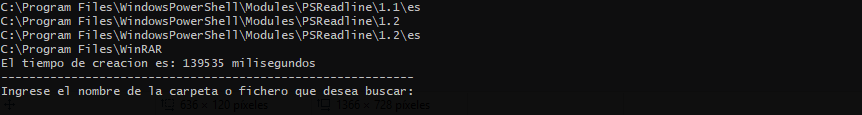 C:\Program Files\WindowsPowerShell\Modules\PSReadline\1.1\es
C:\Program Files\WindowsPowerShell\Modules\PSReadline\1.2
C:\Program Files\WindowsPowerShell\Modules\PSReadline\1.2\es
C:\Program Files\WinRAR
El tiempo de creacion es: 139535 milisegundos
-------------------------------------------------------
Ingrese el nombre de la carpeta o fichero que desea buscar:
636 × 120 píxeles 1366 × 728 píxeles